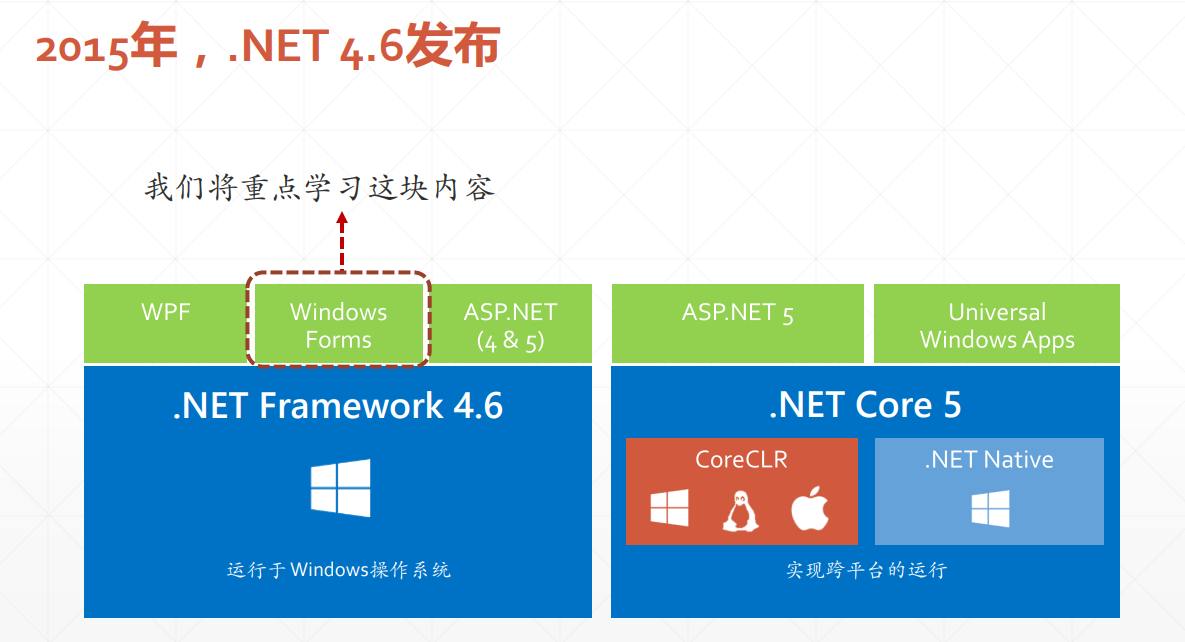 2015年，.NET 4.6发布
我们将重点学习这块内容
WPF
Windows
Forms
ASP.NET
(4 & 5)
ASP.NET 5
Universal
Windows Apps
.NET Framework 4.6
运行于Windows操作系统
.NET Core 5
CoreCLR
.NET Native
实现跨平台的运行